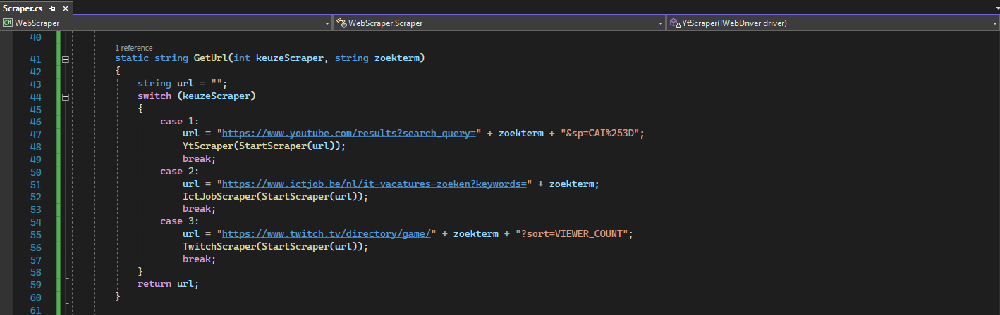 Scraper.cs
WebScraper
WebScraper.Scraper
YtScraper(IWebDriver driver)
40
1 reference
41 static string GetUrl(int keuzeScraper, string zoekterm)
42 {
43 string url = "";
44 switch (keuzeScraper)
45 {
46 case 1:
47 url = "https://www.youtube.com/results?search_query=" + zoekterm + "&sp=CAI%253D";
48 YtScraper(StartScraper(url));
49 break;
50 case 2:
51 url = "https://www.ictjob.be/nl/it-vacatures-zoeken?keywords=" + zoekterm;
52 IctJobScraper(StartScraper(url));
53 break;
54 case 3:
55 url = "https://www.twitch.tv/directory/game/" + zoekterm + "?sort=VIEWER_COUNT";
56 TwitchScraper(StartScraper(url));
57 break;
58 }
59 return url;
60 }
61